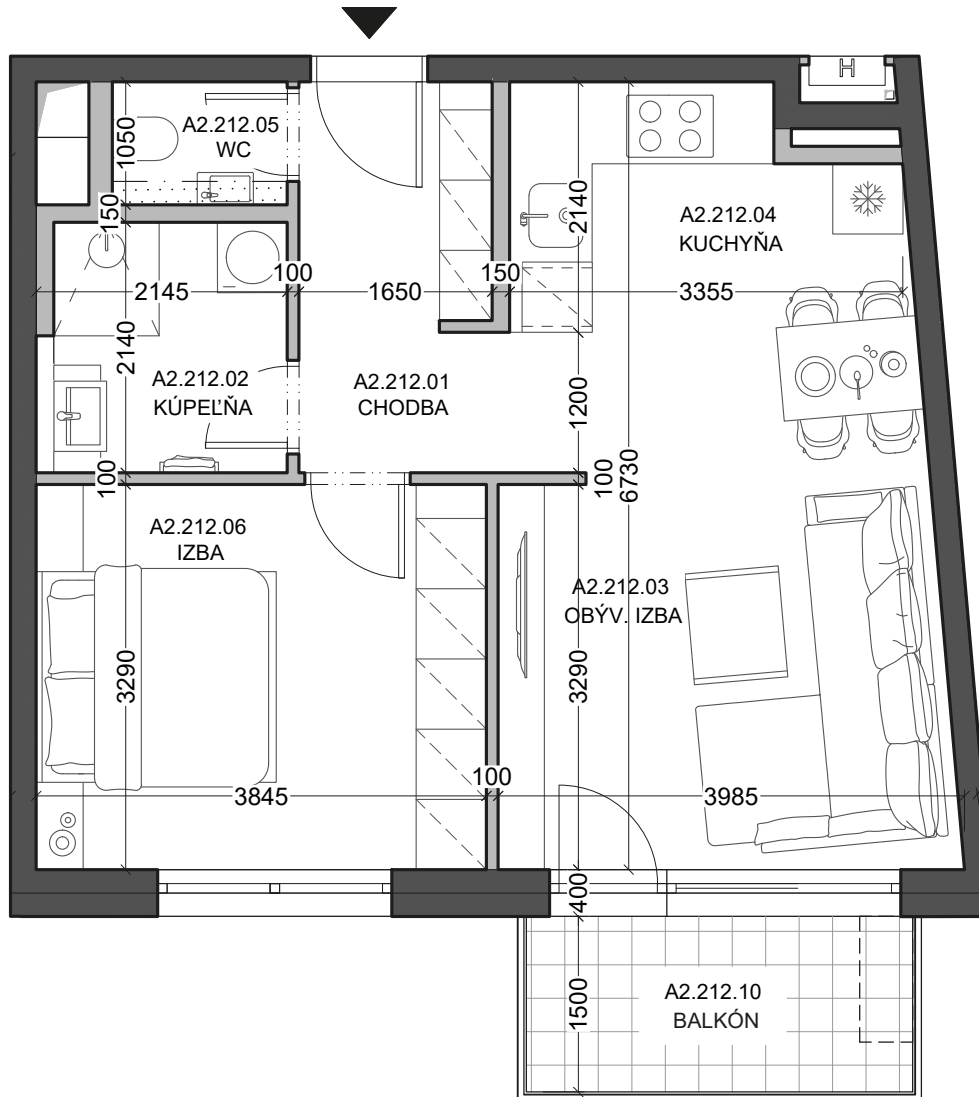 H
A2.212.05
WC
1050
150
2140
A2.212.04
KUCHYŇA
2145
100
1650
150
3355
2140
A2.212.02
KÚPEĽŇA
A2.212.01
CHODBA
1200
100
100
6730
A2.212.06
IZBA
A2.212.03
OBÝV. IZBA
3290
3290
3845
100
3985
400
1500
A2.212.10
BALKÓN